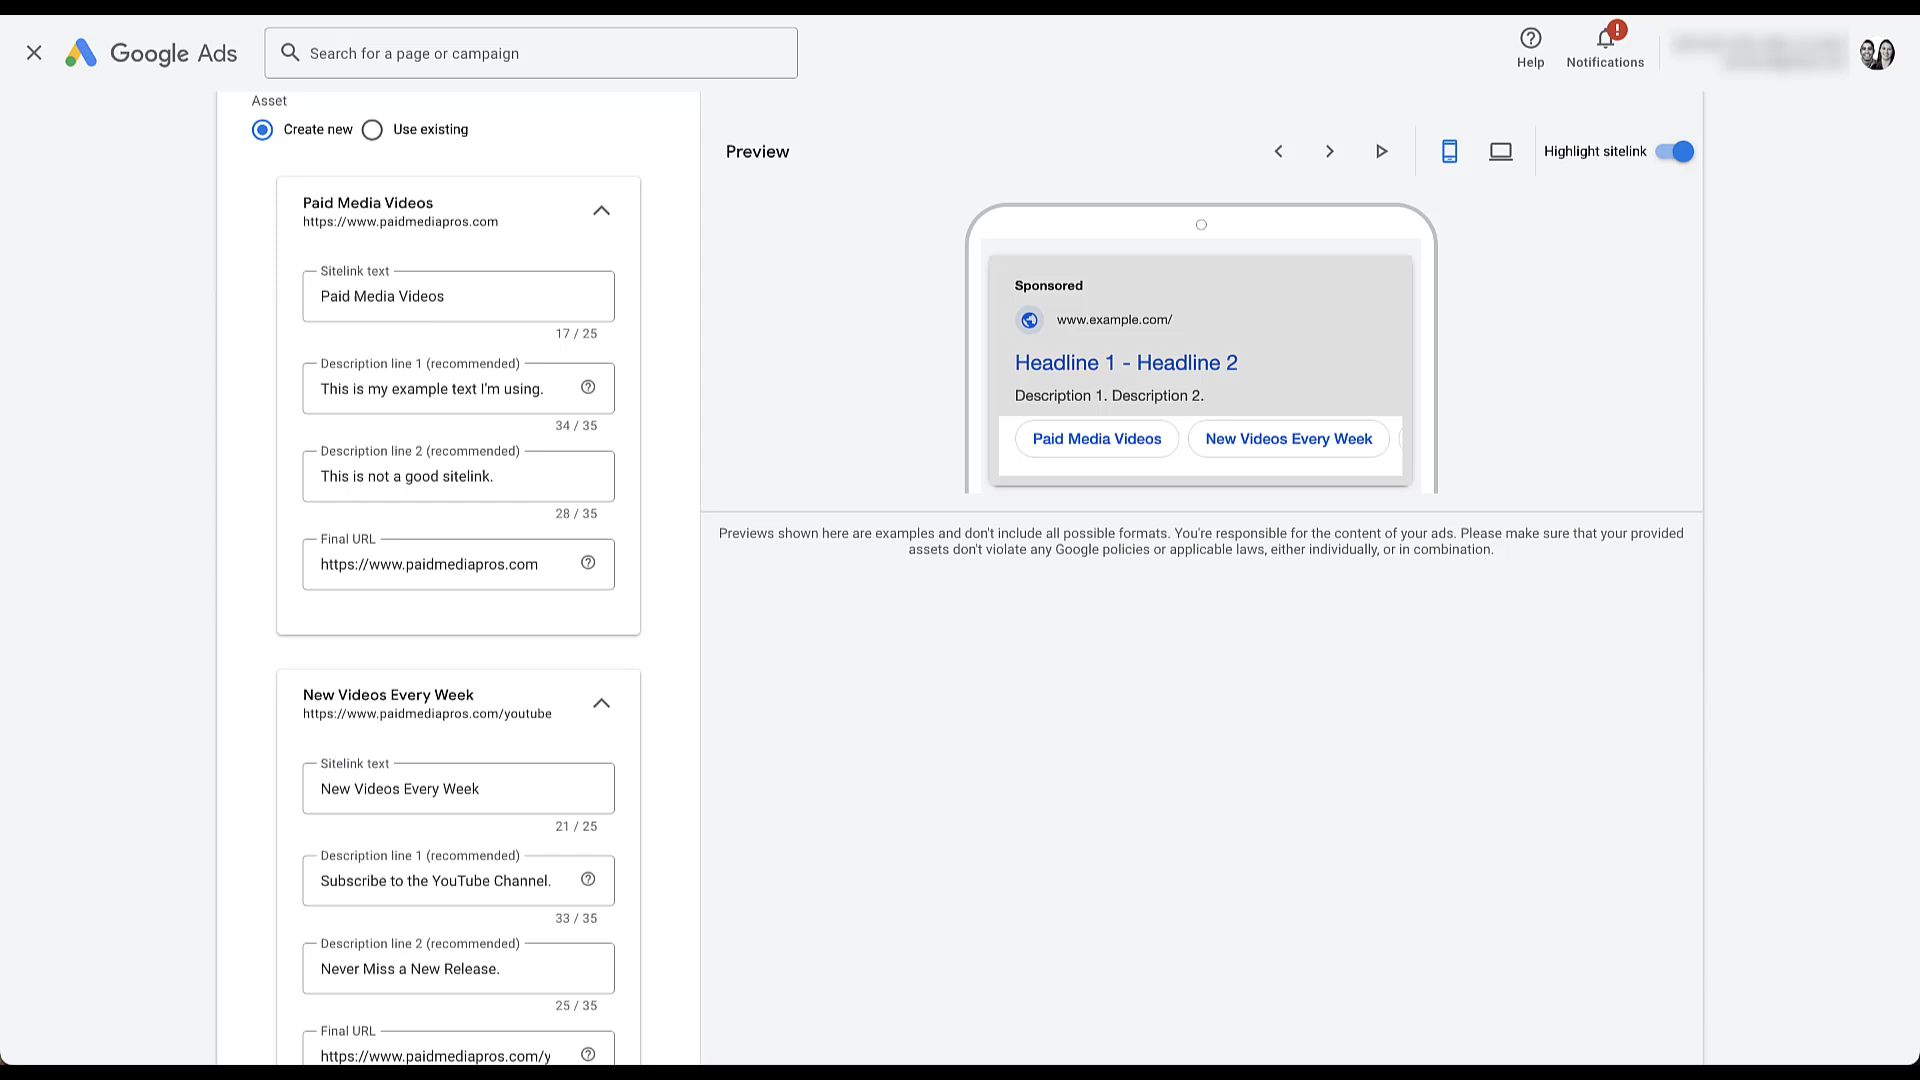 Google Ads
Search for a page or campaign
Help
Notifications
Asset
Create new
Use existing
Paid Media Videos
https://www.paidmediapros.com
Sitelink text
Paid Media Videos
17 / 25
Description line 1 (recommended)
This is my example text I'm using.
34 / 35
Description line 2 (recommended)
This is not a good sitelink.
28 / 35
Final URL
https://www.paidmediapros.com
New Videos Every Week
https://www.paidmediapros.com/youtube
Sitelink text
New Videos Every Week
21 / 25
Description line 1 (recommended)
Subscribe to the YouTube Channel.
33 / 35
Description line 2 (recommended)
Never Miss a New Release.
25 / 35
Final URL
https://www.paidmediapros.com/y
Preview
Highlight sitelink
Sponsored
www.example.com/
Headline 1 - Headline 2
Description 1. Description 2.
Paid Media Videos
New Videos Every Week
Previews shown here are examples and don't include all possible formats. You're responsible for the content of your ads. Please make sure that your provided
assets don't violate any Google policies or applicable laws, either individually, or in combination.